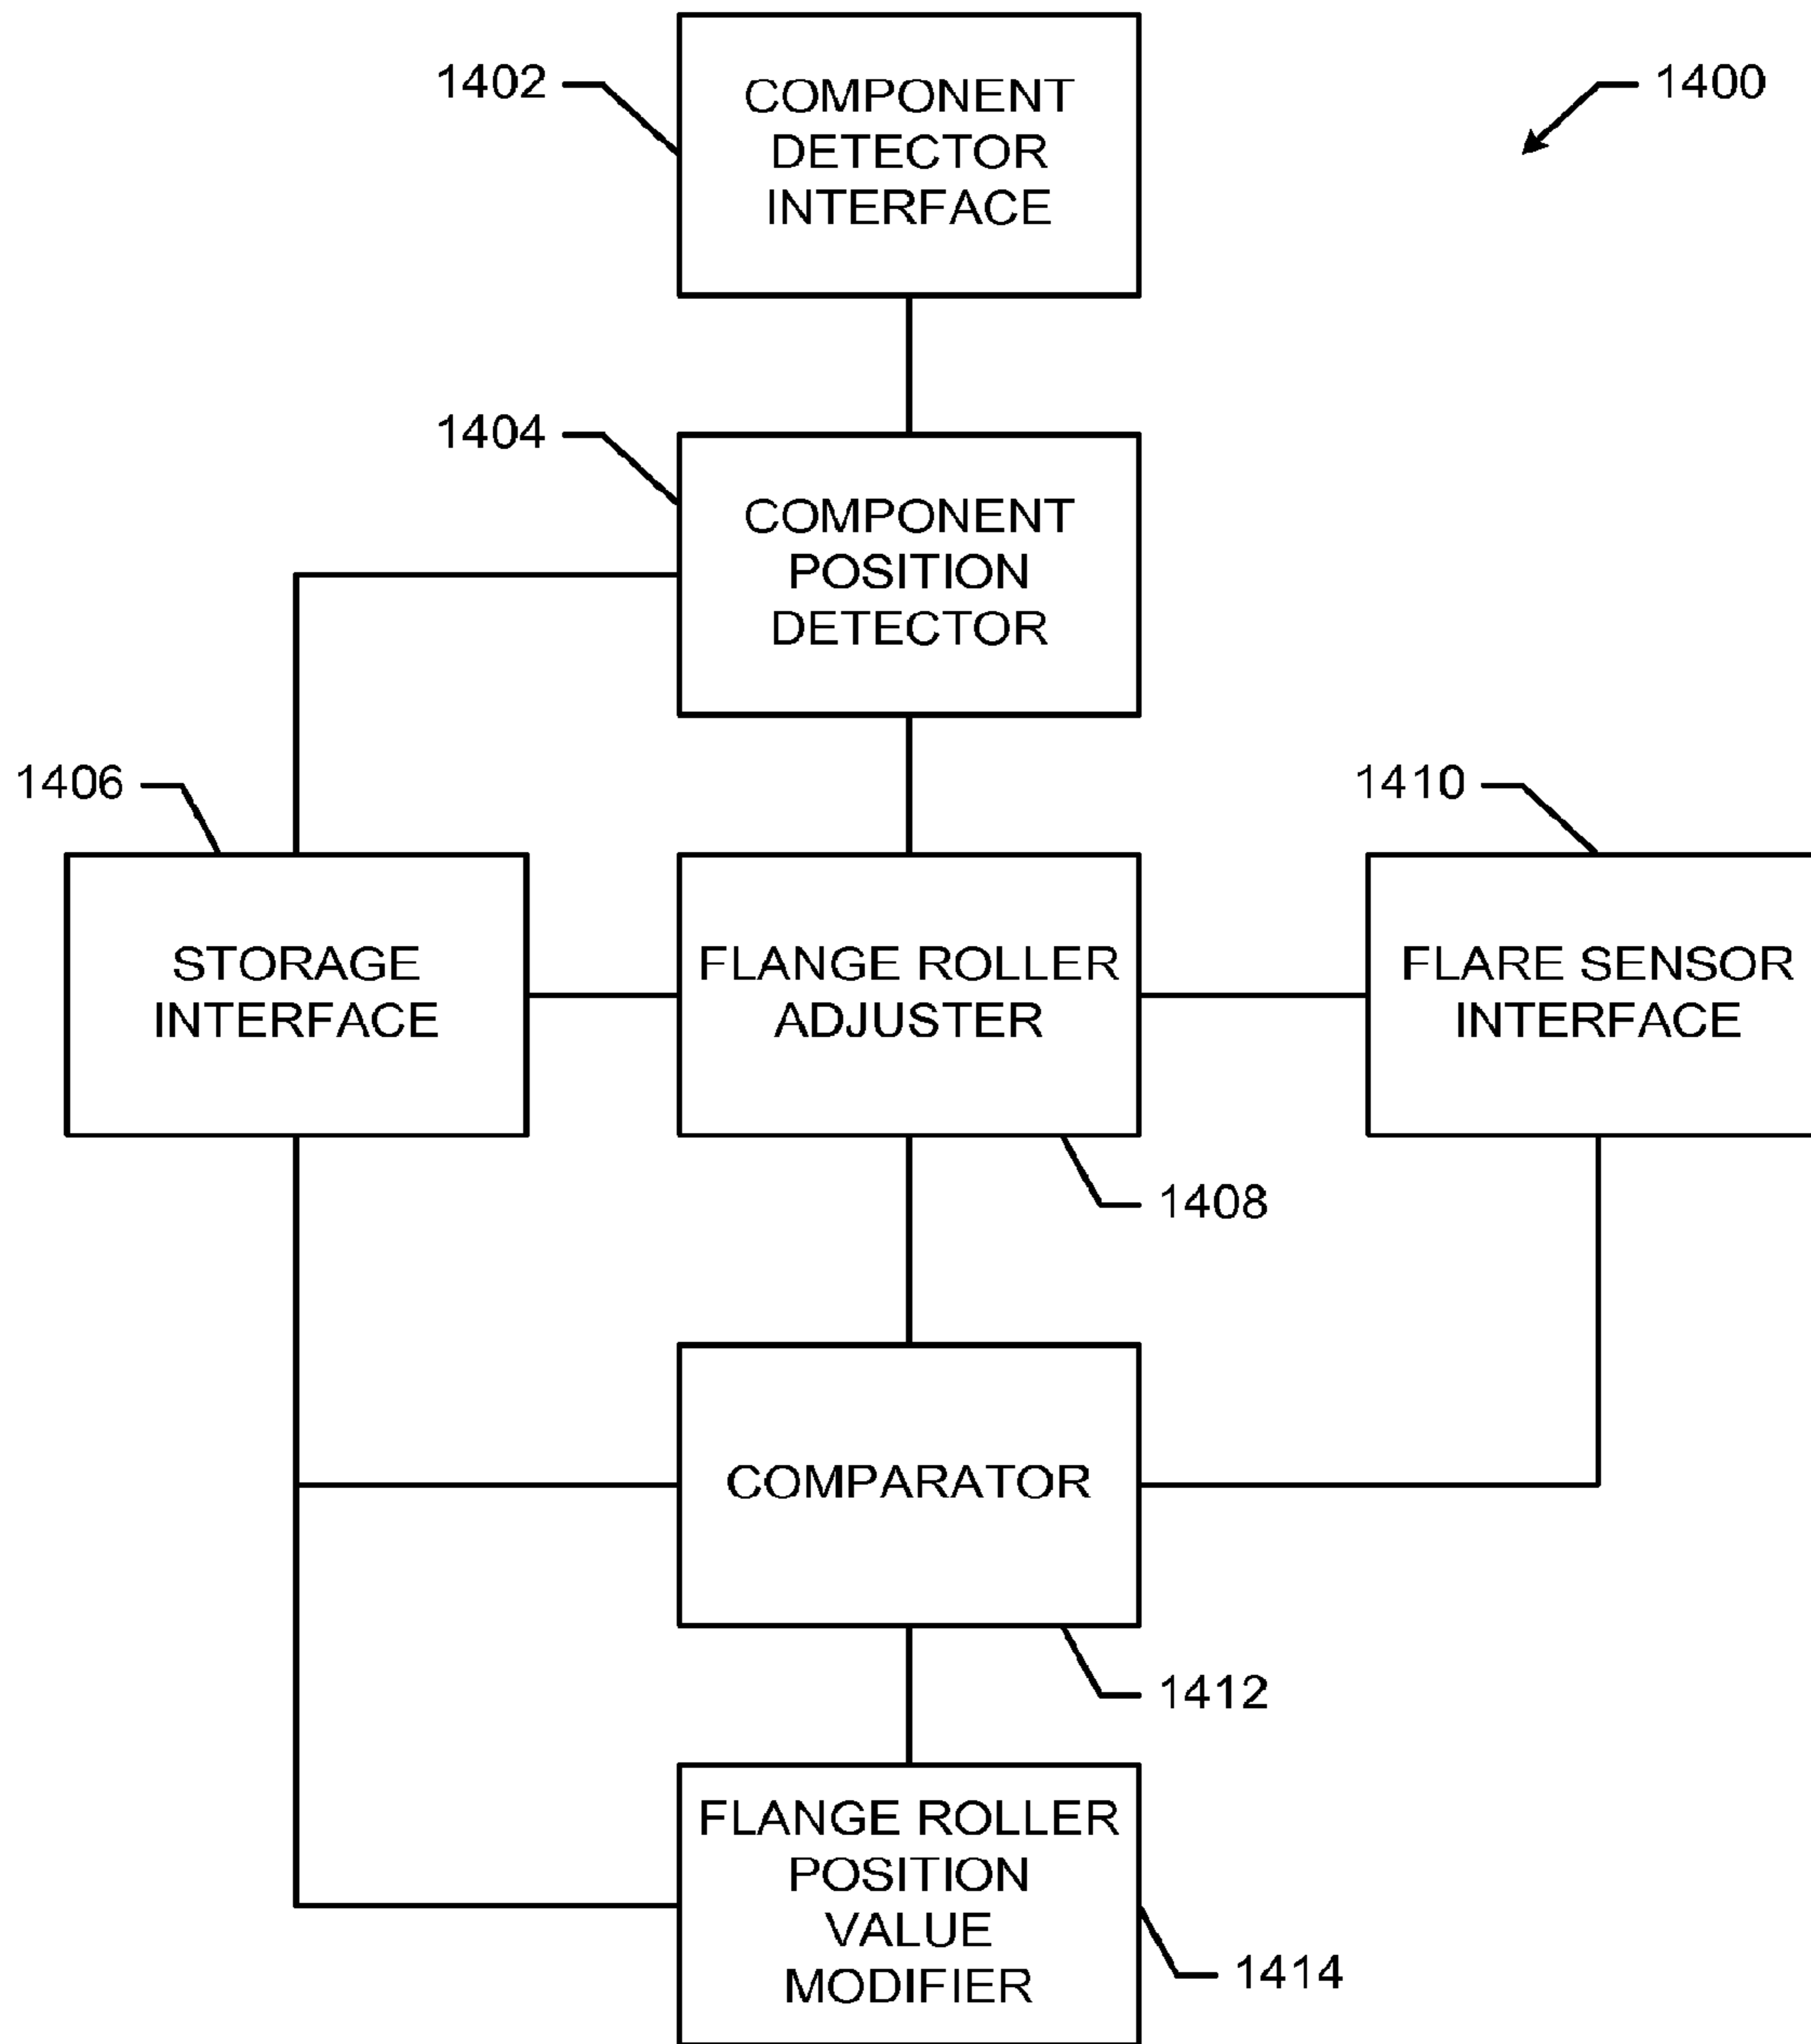 1402
COMPONENT
DETECTOR
INTERFACE
1400
1404
COMPONENT
POSITION
DETECTOR
1406
1410
STORAGE
INTERFACE
FLANGE ROLLER
ADJUSTER
FLARE SENSOR
INTERFACE
1408
COMPARATOR
1412
FLANGE ROLLER
POSITION
VALUE
MODIFIER
1414